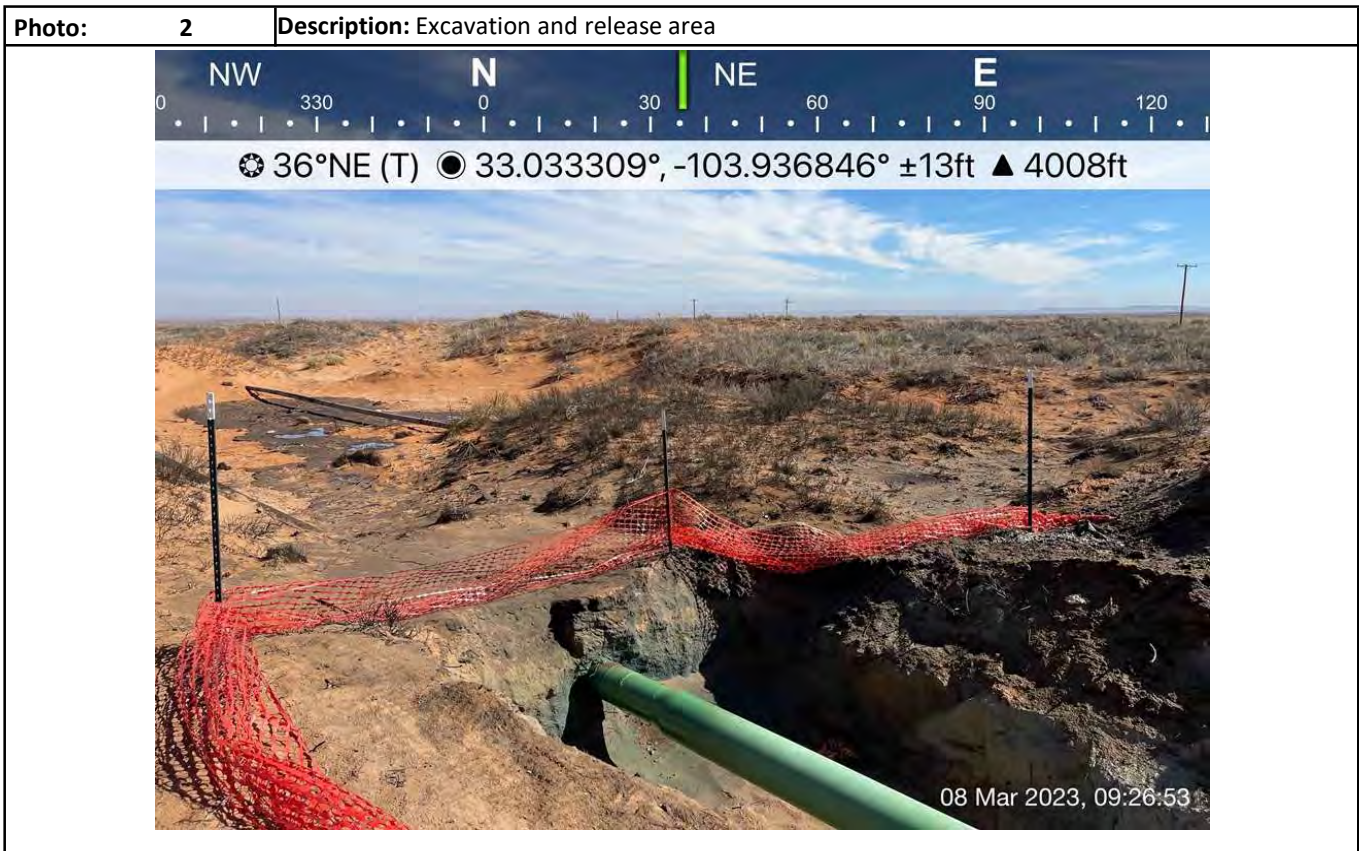 Photo: 2 Description: Excavation and release area
NW N NE E
0 330 0 30 60 90 120
36°NE (T) 33.033309°, -103.936846° ±13ft ▲ 4008ft
08 Mar 2023, 09:26:53